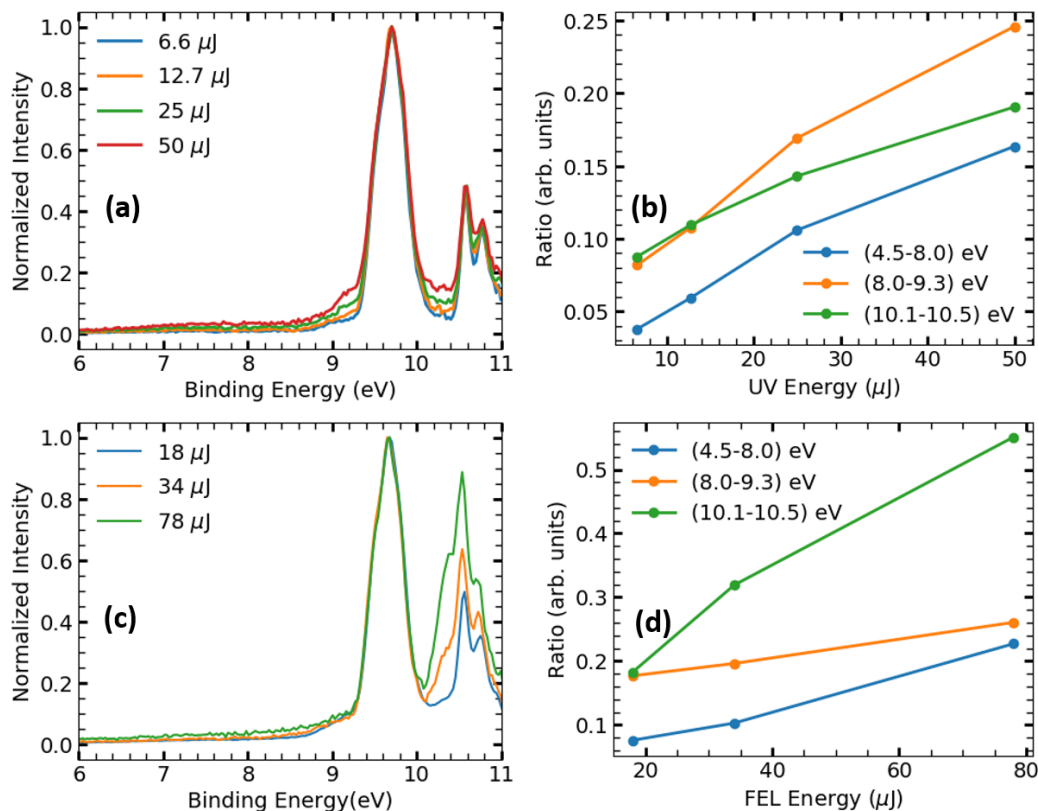 1.0
0.8
0.6
0.4
0.2
0.0
Normalized Intensity
6.6 μJ
12.7 μJ
25 μJ
50 μJ
(a)
6
7
8
9
10
11
Binding Energy (eV)
0.25
0.20
0.15
0.10
0.05
Ratio (arb. units)
(b)
(4.5-8.0) eV
(8.0-9.3) eV
(10.1-10.5) eV
10
20
30
40
50
UV Energy (μJ)
1.0
0.8
0.6
0.4
0.2
0.0
Normalized Intensity
18 μJ
34 μJ
78 μJ
(c)
6
7
8
9
10
11
Binding Energy(eV)
0.5
0.4
0.3
0.2
0.1
Ratio (arb. units)
(4.5-8.0) eV
(8.0-9.3) eV
(10.1-10.5) eV
(d)
20
40
60
80
FEL Energy (μJ)